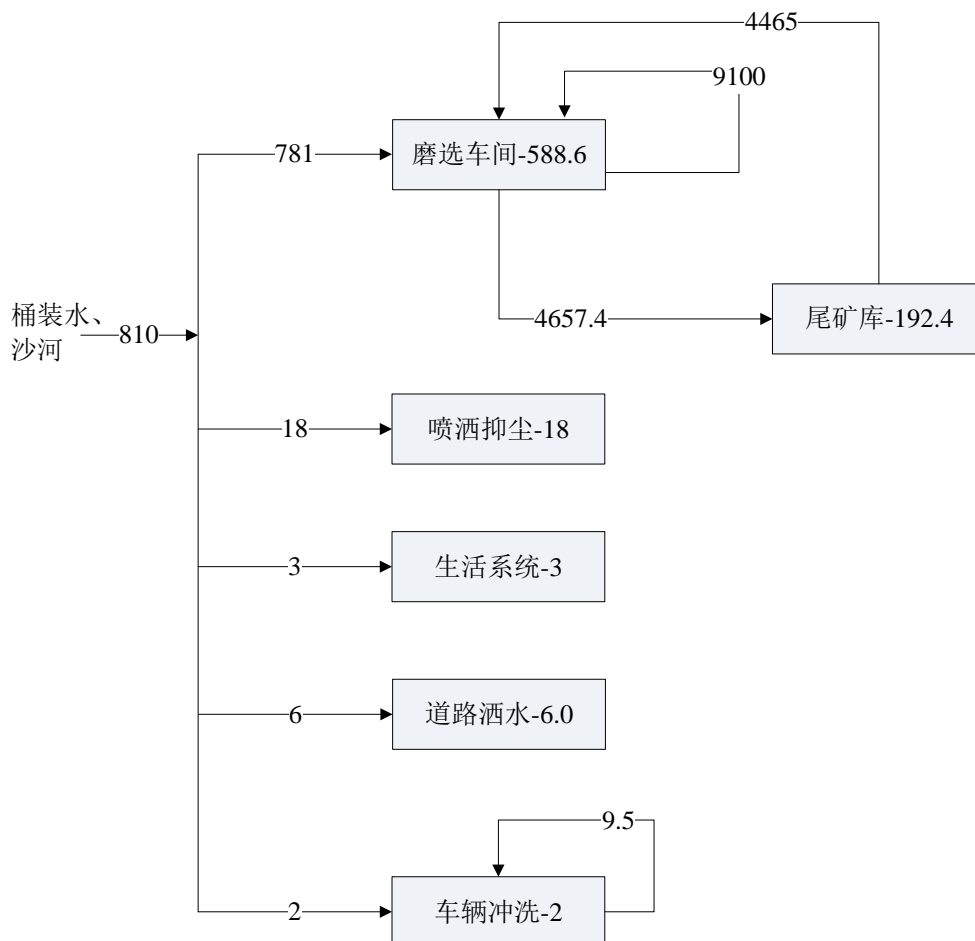 4465
9100
781
磨选车间-588.6
桶装水、
沙河
810
4657.4
尾矿库-192.4
18
喷洒抑尘-18
3
生活系统-3
6
道路洒水-6.0
9.5
2
车辆冲洗-2